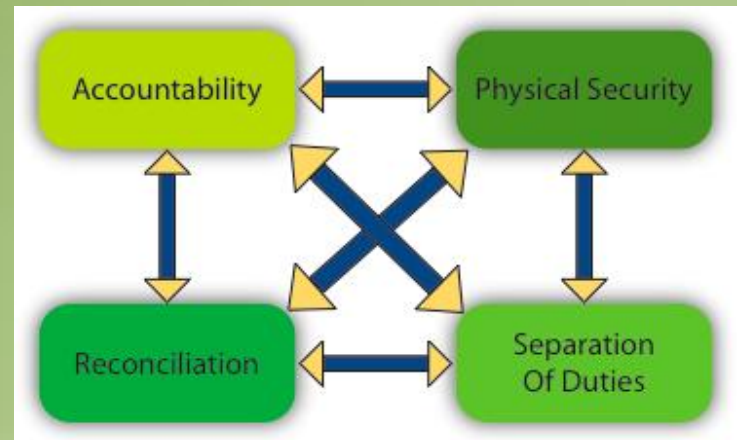 Accountability
Physical Security
Reconciliation
Separation
Of Duties